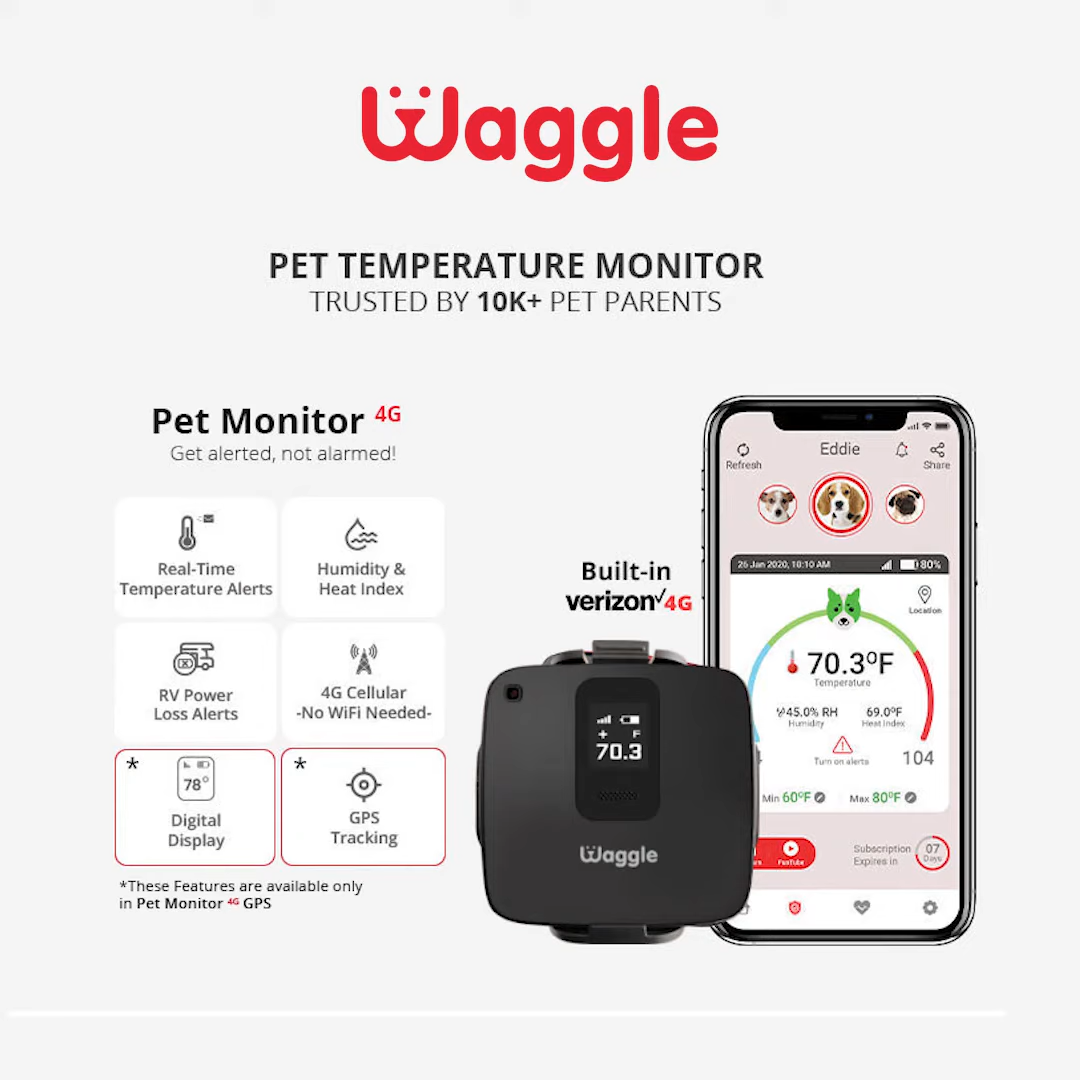 Waggle
PET TEMPERATURE MONITOR
TRUSTED BY 10K+ PET PARENTS
Pet Monitor 4G
Get alerted, not alarmed!
Real-Time
Temperature Alerts
Humidity &
Heat Index
RV Power
Loss Alerts
4G Cellular
-No WiFi Needed-
*
78°
Digital
Display
*
GPS
Tracking
*These Features are available only
in Pet Monitor 4G GPS
Built-in
verizon✓4G
+ F
70.3
Waggle
Eddie
Refresh
Share
26 Jan 2020, 10:10 AM
80%
Location
70.3ºF
Temperature
45.0% RH
Humidity
69.0ºF
Heat Index
Turn on alerts
104
Min 60ºF
Max 80ºF
YouTube
Subscription
Expires in
07
Days